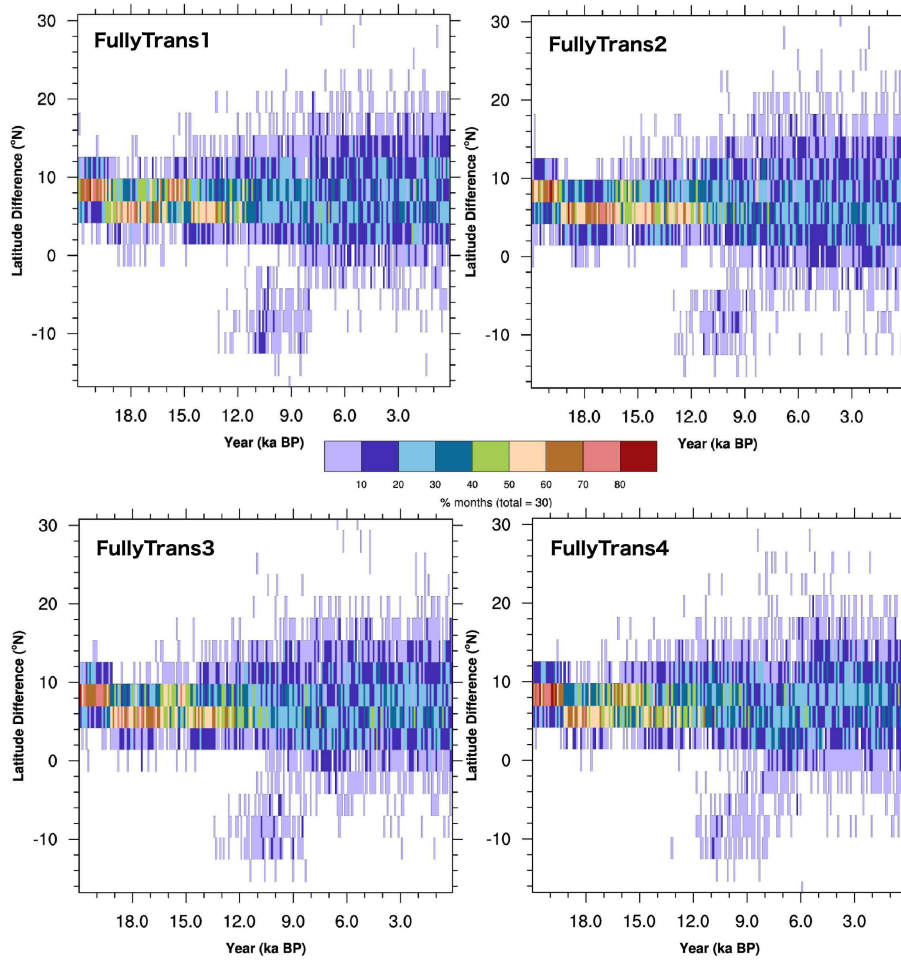 FullyTrans1
Latitude Difference (°N)
30
20
10
0
-10
18.0 15.0 12.0 9.0 6.0 3.0
Year (ka BP)
FullyTrans2
Latitude Difference (°N)
30
20
10
0
-10
18.0 15.0 12.0 9.0 6.0 3.0
Year (ka BP)
10 20 30 40 50 60 70 80
% months (total = 30)
FullyTrans3
Latitude Difference (°N)
30
20
10
0
-10
18.0 15.0 12.0 9.0 6.0 3.0
Year (ka BP)
FullyTrans4
Latitude Difference (°N)
30
20
10
0
-10
18.0 15.0 12.0 9.0 6.0 3.0
Year (ka BP)